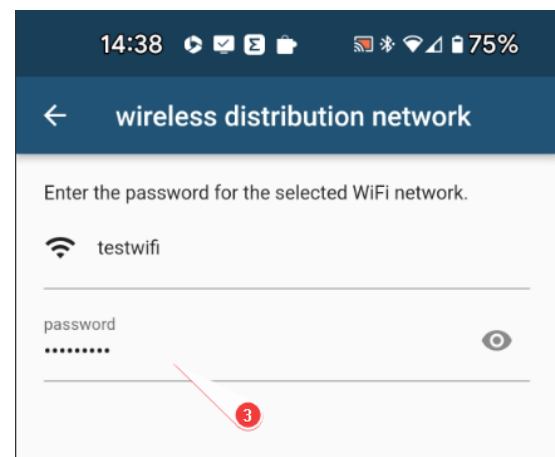 14:38 75%
wireless distribution network
Enter the password for the selected WiFi network.
testwifi
password
•••••••••
3